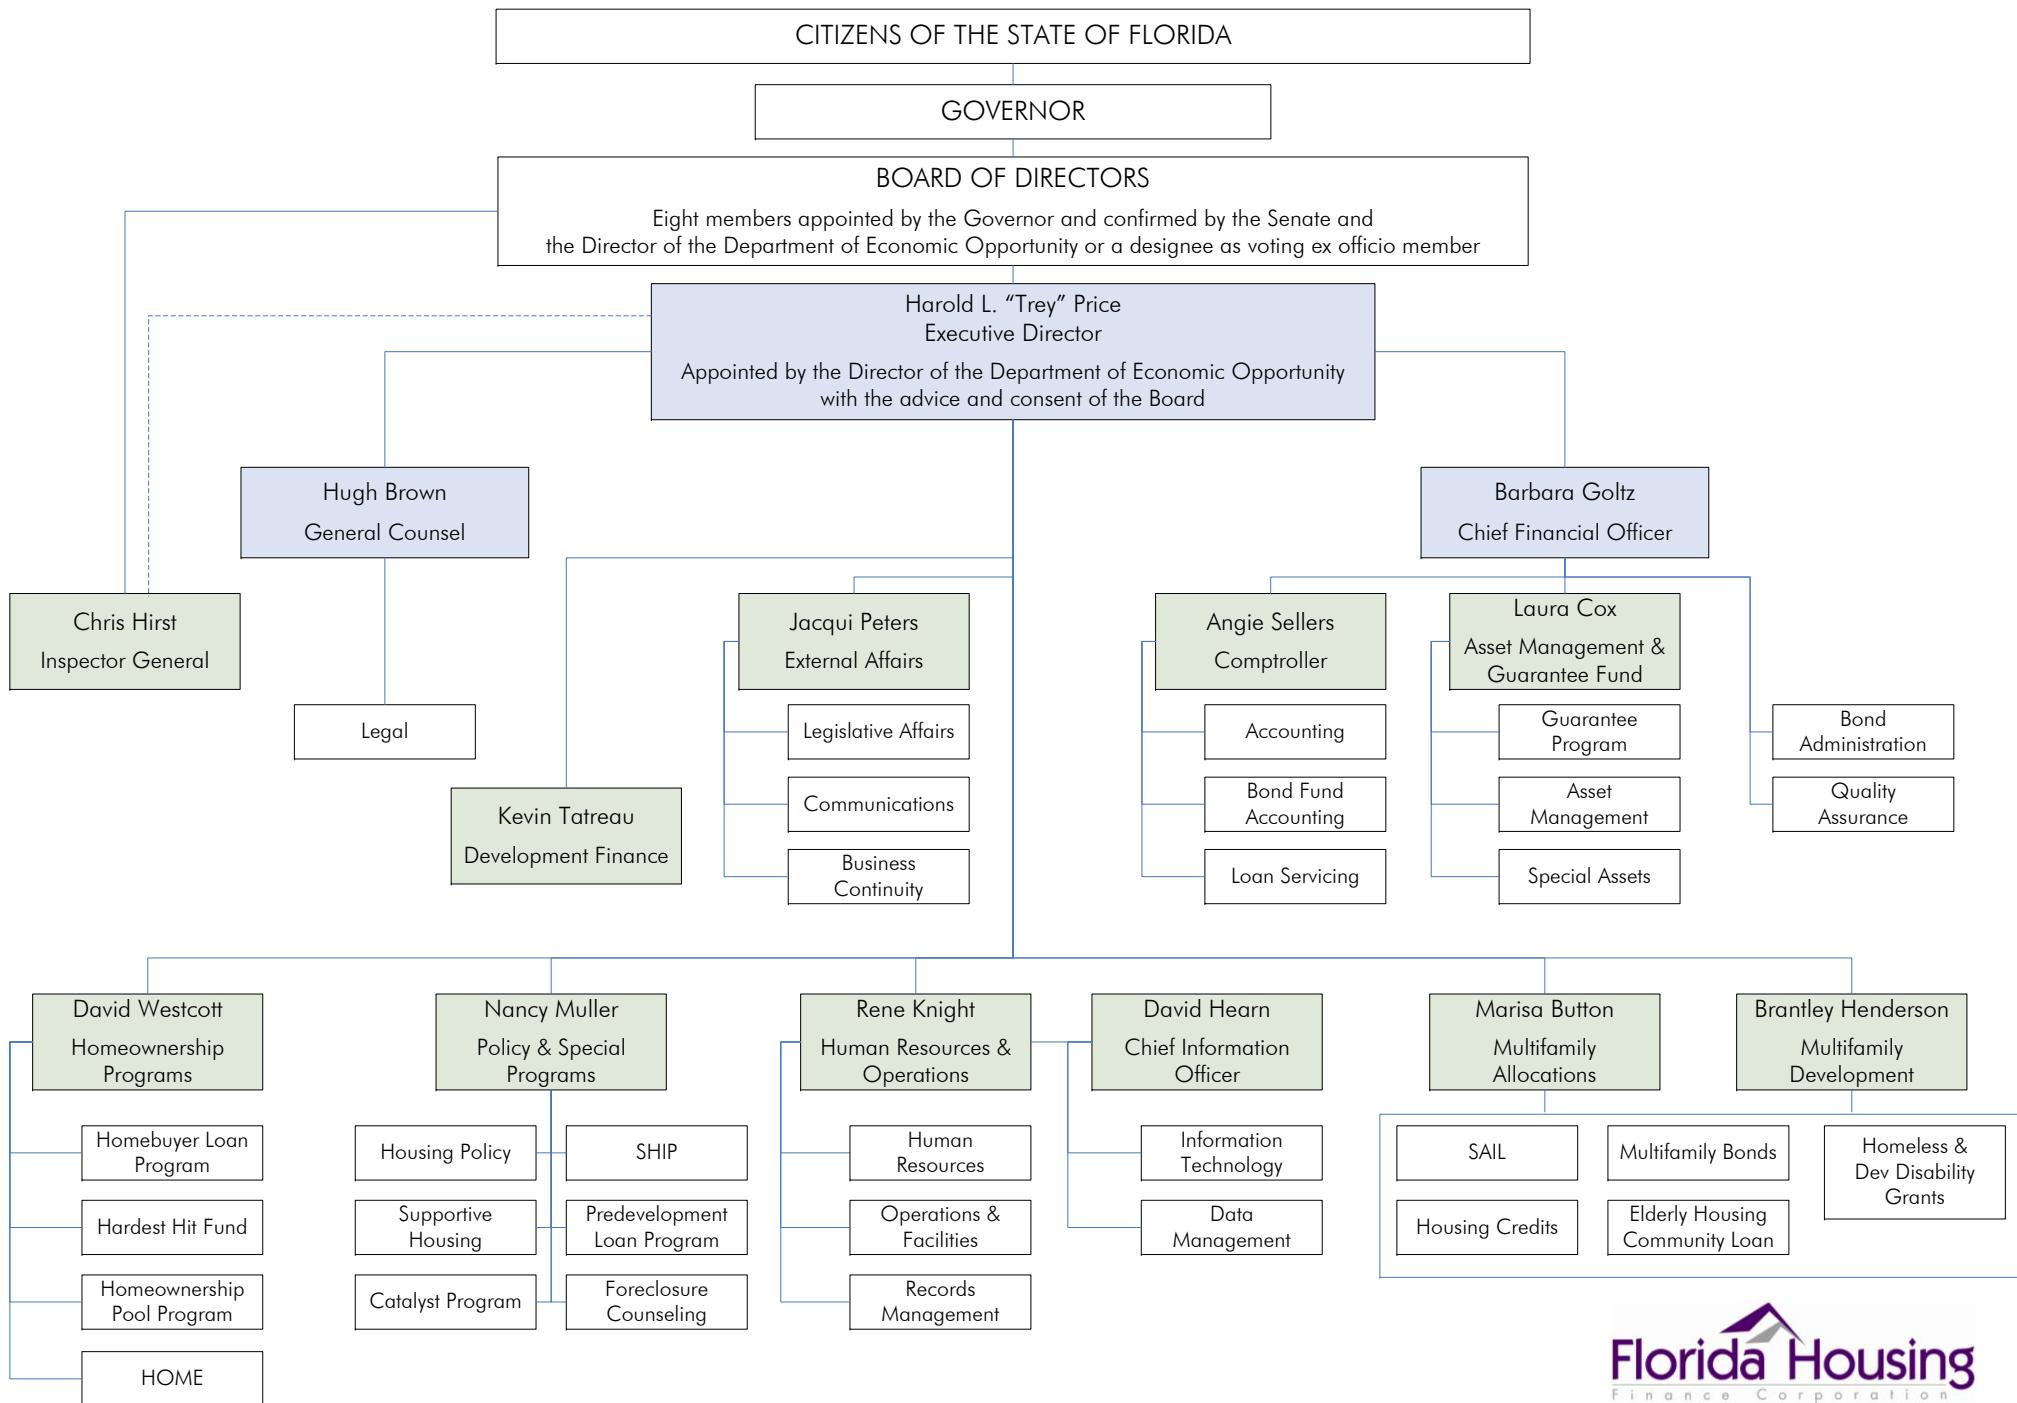 CITIZENS OF THE STATE OF FLORIDA
GOVERNOR
BOARD OF DIRECTORS
Eight members appointed by the Governor and confirmed by the Senate and
the Director of the Department of Economic Opportunity or a designee as voting ex officio member
Harold L. “Trey” Price
Executive Director
Appointed by the Director of the Department of Economic Opportunity
with the advice and consent of the Board
Hugh Brown
General Counsel
Barbara Goltz
Chief Financial Officer
Chris Hirst
Inspector General
Legal
Kevin Tatreau
Development Finance
Jacqui Peters
External Affairs
Legislative Affairs
Communications
Business
Continuity
Angie Sellers
Comptroller
Accounting
Bond Fund
Accounting
Loan Servicing
Laura Cox
Asset Management &
Guarantee Fund
Guarantee
Program
Asset
Management
Special Assets
Bond
Administration
Quality
Assurance
David Westcott
Homeownership
Programs
Homebuyer Loan
Program
Hardest Hit Fund
Homeownership
Pool Program
HOME
Nancy Muller
Policy & Special
Programs
Housing Policy
SHIP
Supportive
Housing
Predevelopment
Loan Program
Catalyst Program
Foreclosure
Counseling
Rene Knight
Human Resources &
Operations
Human
Resources
Operations &
Facilities
Records
Management
David Hearn
Chief Information
Officer
Information
Technology
Data
Management
Marisa Button
Multifamily
Allocations
Brantley Henderson
Multifamily
Development
SAIL
Multifamily Bonds
Homeless &
Dev Disability
Grants
Housing Credits
Elderly Housing
Community Loan
Florida Housing
Finance Corporation